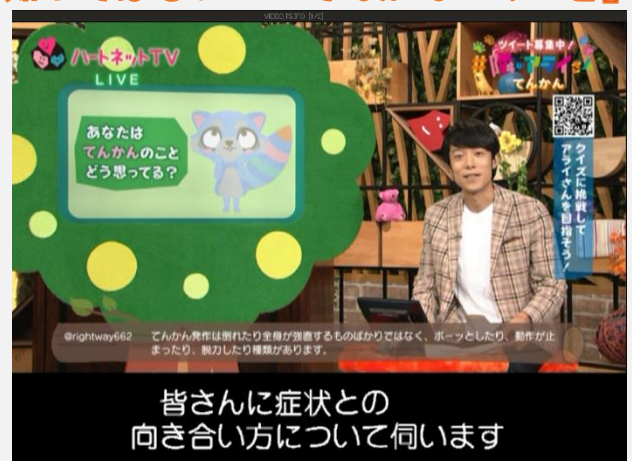 ハートネットTV
LIVE
あなたは
てんかんのこと
どう思ってる?
ツイート募集中!
てんかん
クイズに挑戦して
アライさんを目指そう!
@rightway662 てんかん発作は倒れたり全身が強直するものばかりではなく、ボーッとしたり、動作が止
まったり、脱力したり種類があります。
皆さんに症状との
向き合い方について伺います